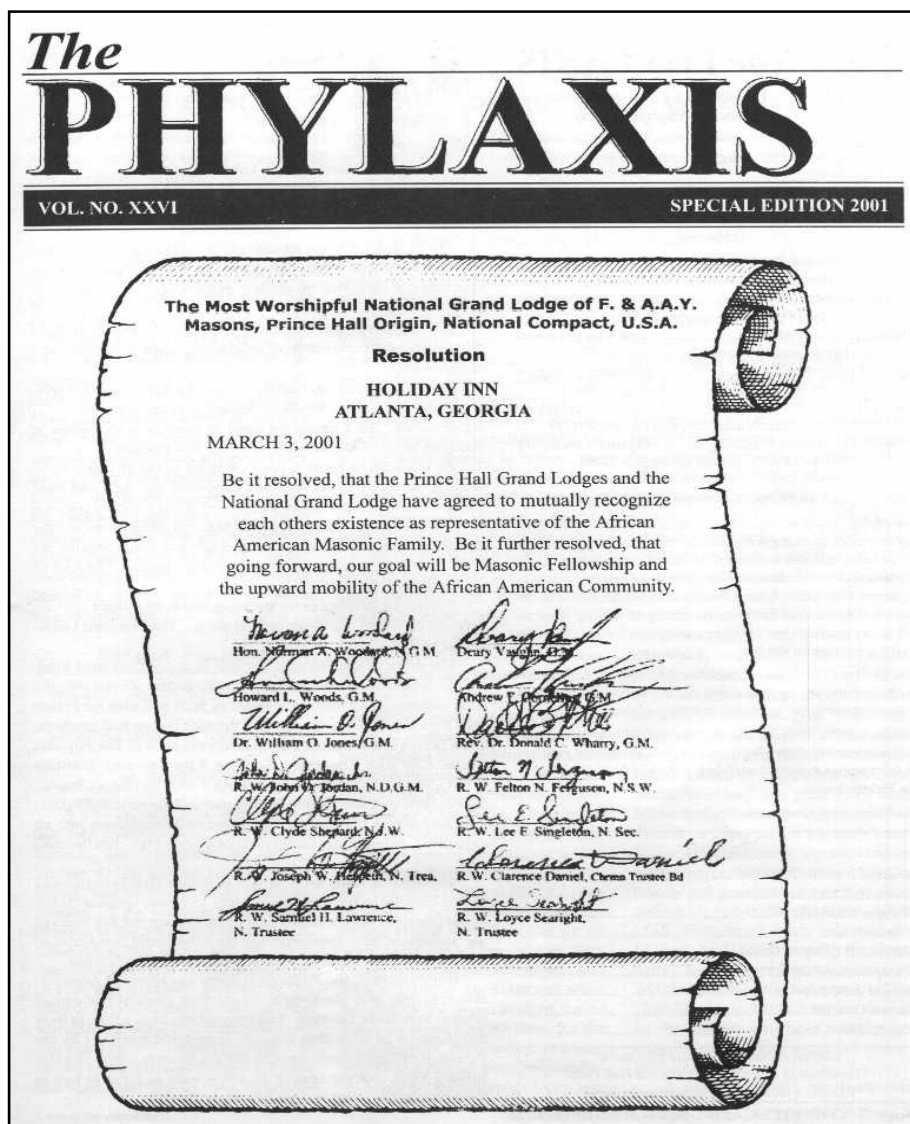 The
PHYLAXIS
VOL. NO. XXVI SPECIAL EDITION 2001
The Most Worshipful National Grand Lodge of F. & A.A.Y.
Masons, Prince Hall Origin, National Compact, U.S.A.
Resolution
HOLIDAY INN
ATLANTA, GEORGIA
MARCH 3, 2001
Be it resolved, that the Prince Hall Grand Lodges and the
National Grand Lodge have agreed to mutually recognize
each others existence as representative of the African
American Masonic Family. Be it further resolved, that
going forward, our goal will be Masonic Fellowship and
the upward mobility of the African American Community.
Hon. Norman A. Woodard, N.G.M. Deary Vaughn, G.M.
Howard L. Woods, G.M. Andrew F. G.M.
Dr. William O. Jones, G.M. Rev. Dr. Donald C. Wharry, G.M.
R. W. John D. Jordan, N.D.G.M. R. W. Felton N. Ferguson, N.S.W.
R. W. Clyde Shepard, N.J.W. R. W. Lee E. Singleton, N. Sec.
R. W. Joseph W. N. Trea. R.W. Clarence Daniel, Chrmn Trustee Bd
R. W. Samuel H. Lawrence, R. W. Loyce Searight,
N. Trustee N. Trustee